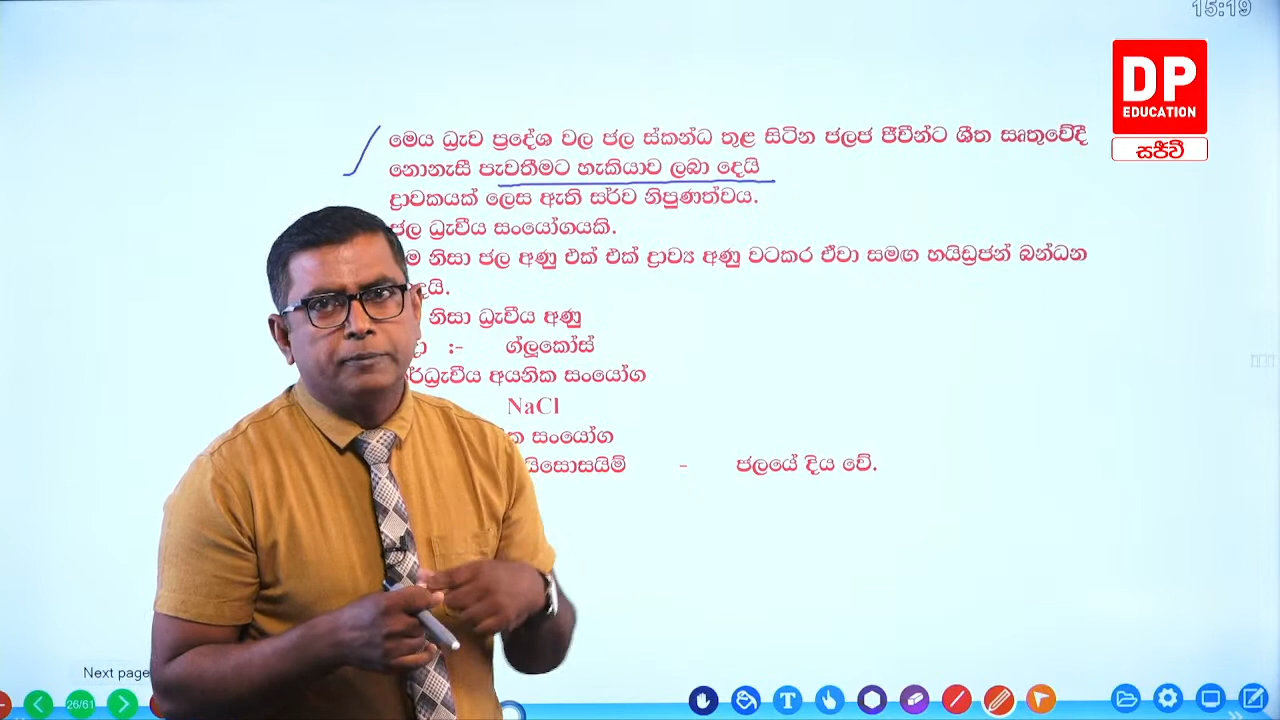 15:19
DP
EDUCATION
සජීවී
මෙය ධ්‍රැව ප්‍රදේශ වල ජල ස්කන්ධ තුළ සිටින ජලජ ජීවීන්ට ශීත සෘතුවේදී
නොනැසී පැවතීමට හැකියාව ලබා දෙයි
ද්‍රාවකයක් ලෙස ඇති සර්ව නිපුණත්වය.
ජල ධ්‍රැවීය සංයෝගයකි.
නිසා ජල අණු එක් එක් ද්‍රාව්‍ය අණු වටකර ඒවා සමඟ හයිඩ්‍රජන් බන්ධන
නිසා ධ්‍රැවීය අණු
:- ග්ලූකෝස්
අයනික සංයෝග
NaCl
සංයෝග
- ජලයේ දිය වේ.
Next page
26/61